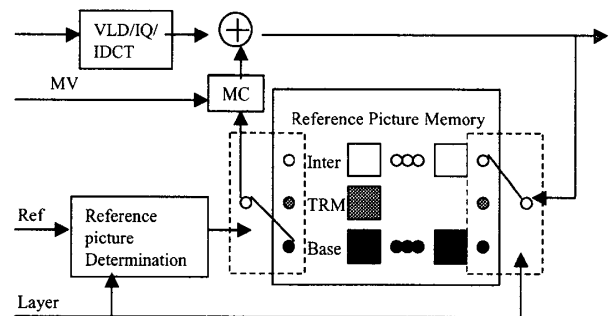 VLD/IQ/
IDCT
MV
MC
Reference Picture Memory
Inter
TRM
Base
Ref
Reference
picture
Determination
Layer